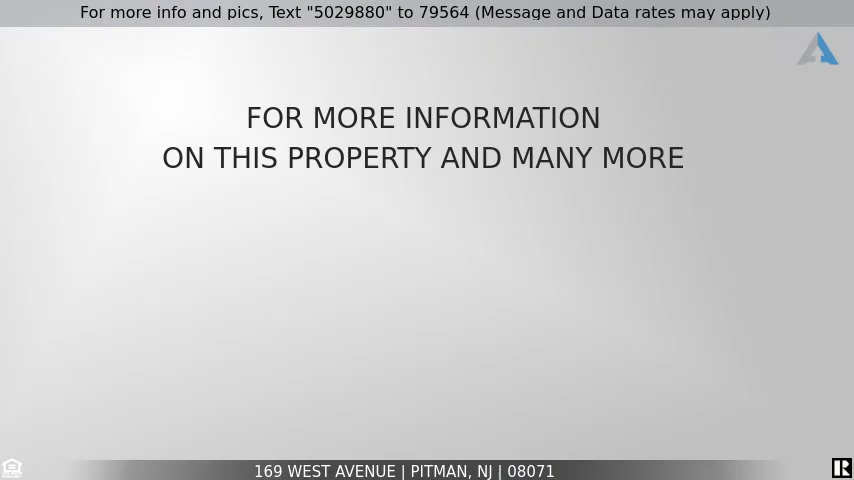 For more info and pics, Text "5029880" to 79564 (Message and Data rates may apply)
FOR MORE INFORMATION
ON THIS PROPERTY AND MANY MORE
169 WEST AVENUE | PITMAN, NJ | 08071